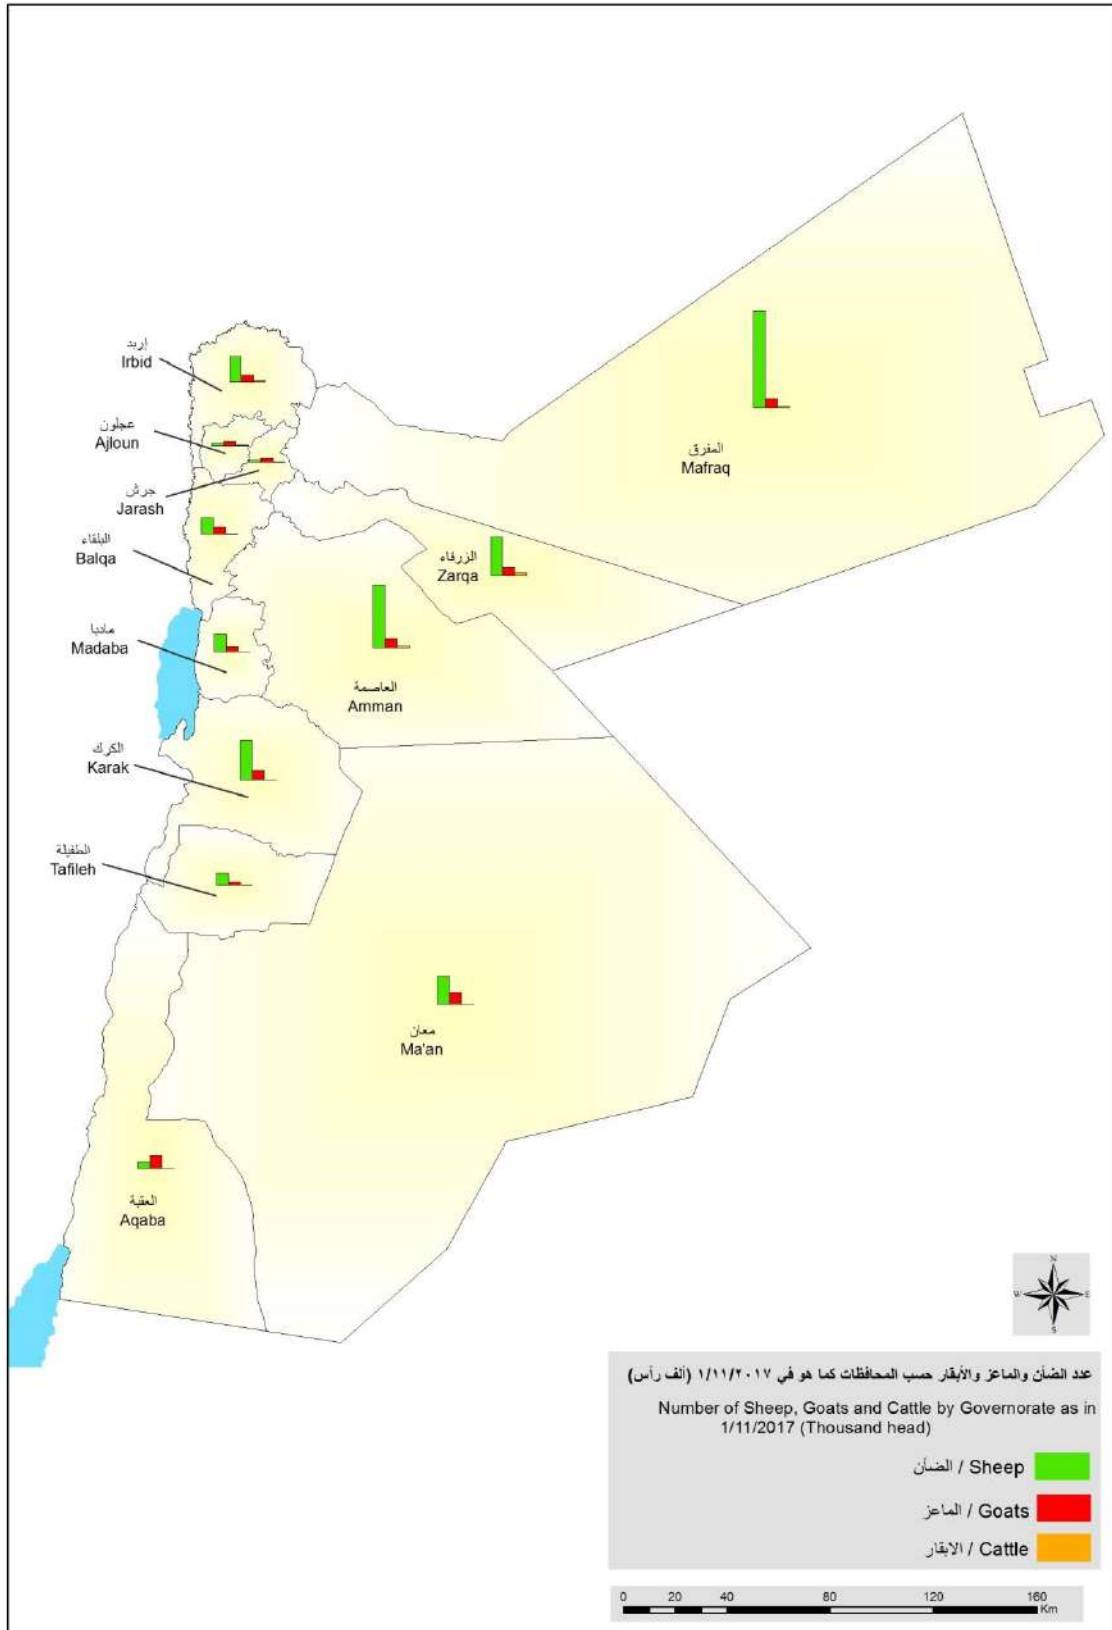 إربد
Irbid
عجلون
Ajloun
جرش
Jarash
البلقاء
Balqa
مادبا
Madaba
الكرك
Karak
الطفيلة
Tafileh
المفرق
Mafraq
الزرقاء
Zarqa
العاصمة
Amman
معان
Ma'an
العقبة
Aqaba
N
W E
S
عدد الضأن والماعز والأبقار حسب المحافظات كما هو في ١/١١/٢٠١٧ (ألف رأس)
Number of Sheep, Goats and Cattle by Governorate as in
1/11/2017 (Thousand head)
الضأن / Sheep
الماعز / Goats
الابقار / Cattle
0 20 40 80 120 160
Km